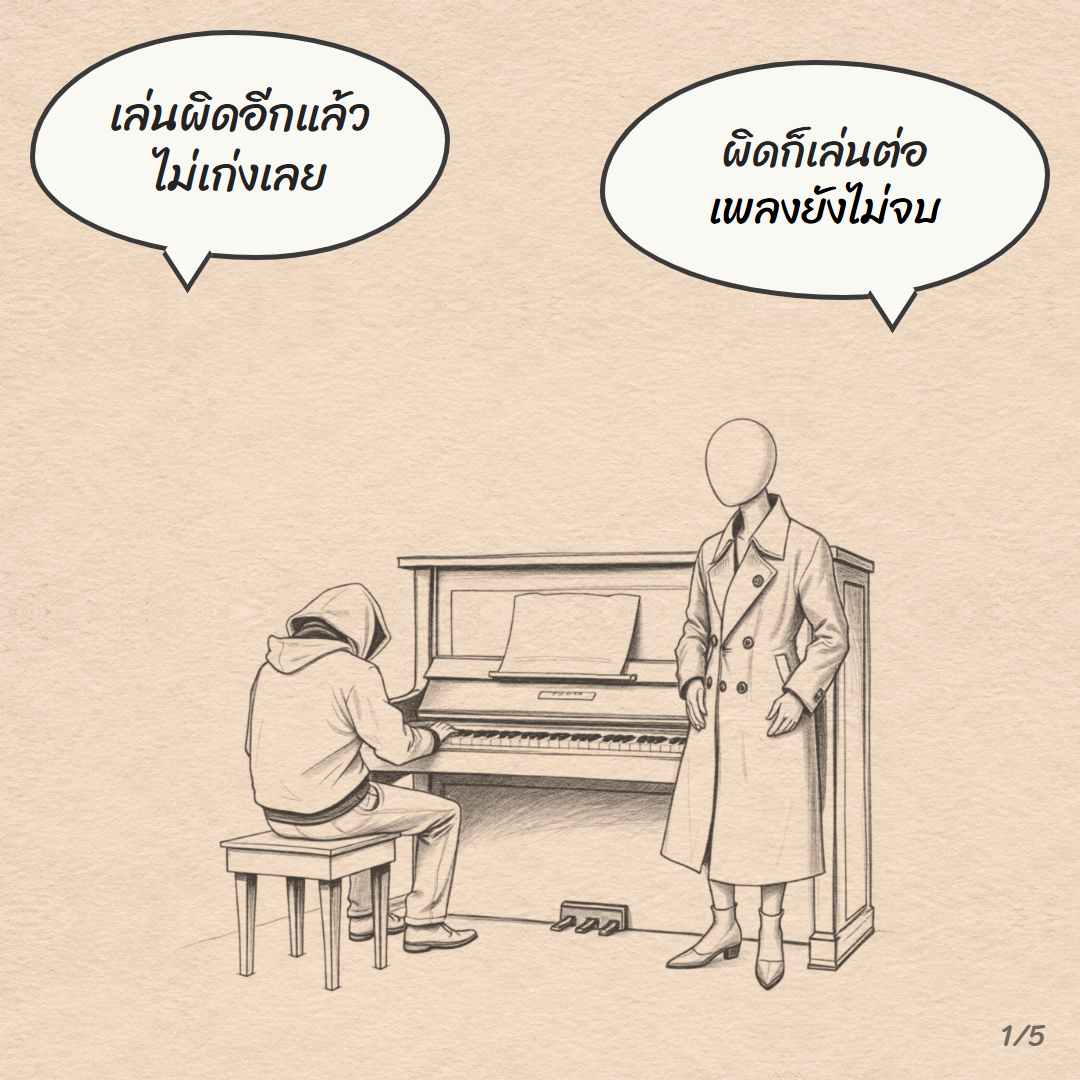 เล่นผิดอีกแล้ว
ไม่เก่งเลย
ผิดก็เล่นต่อ
เพลงยังไม่จบ
1/5